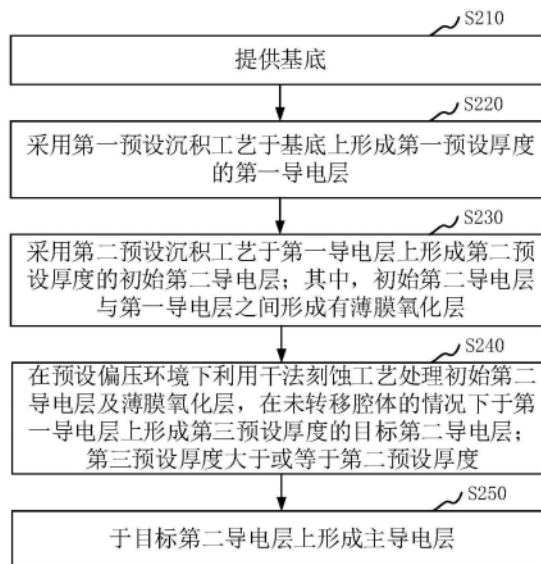 S210
提供基底
S220
采用第一预设沉积工艺于基底上形成第一预设厚度
的第一导电层
S230
采用第二预设沉积工艺于第一导电层上形成第二预
设厚度的初始第二导电层；其中，初始第二导电层
与第一导电层之间形成有薄膜氧化层
S240
在预设偏压环境下利用干法刻蚀工艺处理初始第二
导电层及薄膜氧化层，在未转移腔体的情况下于第
一导电层上形成第三预设厚度的目标第二导电层；
第三预设厚度大于或等于第二预设厚度
S250
于目标第二导电层上形成主导电层